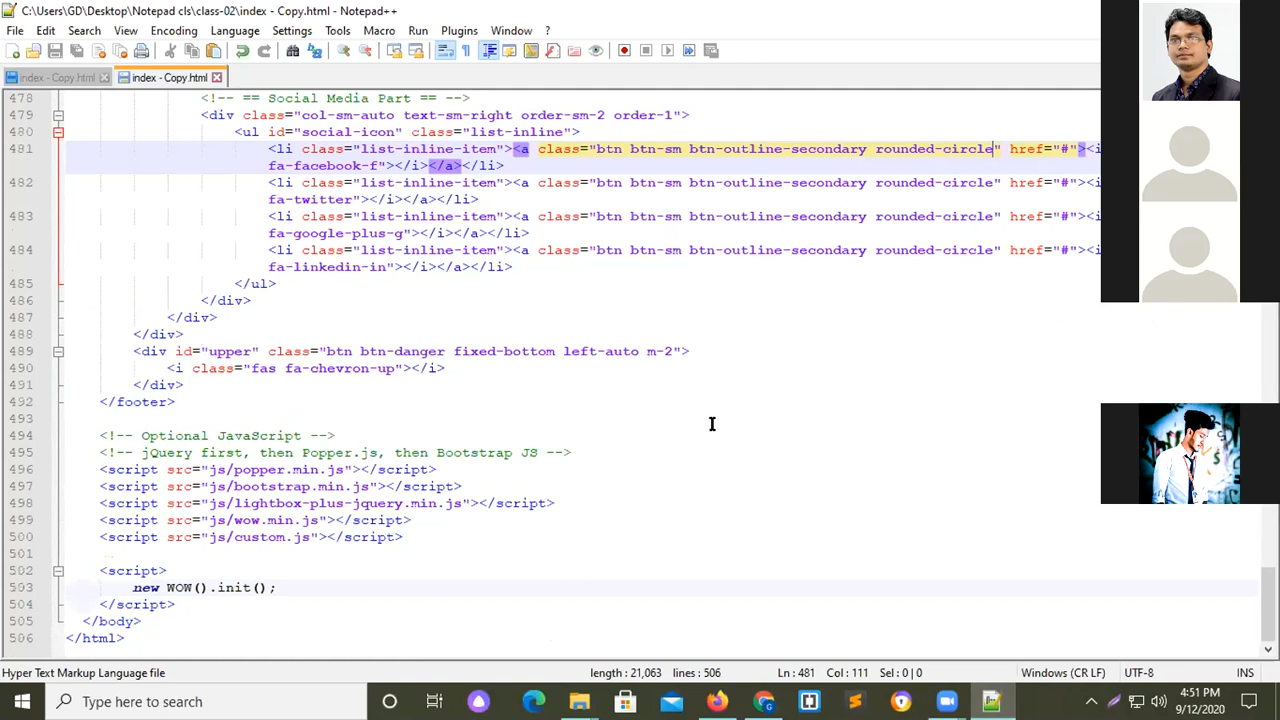 C:\Users\GD\Desktop\Notepad cls\class-02\index - Copy.html - Notepad++
File Edit Search View Encoding Language Settings Tools Macro Run Plugins Window ?
index - Copy.html index - Copy.html
478 <!-- == Social Media Part == -->
479 <div class="col-sm-auto text-sm-right order-sm-2 order-1">
480 <ul id="social-icon" class="list-inline">
481 <li class="list-inline-item"><a class="btn btn-sm btn-outline-secondary rounded-circle" href="#"><i
fa-facebook-f"></i></a></li>
482 <li class="list-inline-item"><a class="btn btn-sm btn-outline-secondary rounded-circle" href="#"><i
fa-twitter"></i></a></li>
483 <li class="list-inline-item"><a class="btn btn-sm btn-outline-secondary rounded-circle" href="#"><i
fa-google-plus-g"></i></a></li>
484 <li class="list-inline-item"><a class="btn btn-sm btn-outline-secondary rounded-circle" href="#"><i
fa-linkedin-in"></i></a></li>
485 </ul>
486 </div>
487 </div>
488 </div>
489 <div id="upper" class="btn btn-danger fixed-bottom left-auto m-2">
490 <i class="fas fa-chevron-up"></i>
491 </div>
492 </footer>
493
494 <!-- Optional JavaScript -->
495 <!-- jQuery first, then Popper.js, then Bootstrap JS -->
496 <script src="js/popper.min.js"></script>
497 <script src="js/bootstrap.min.js"></script>
498 <script src="js/lightbox-plus-jquery.min.js"></script>
499 <script src="js/wow.min.js"></script>
500 <script src="js/custom.js"></script>
501
502 <script>
503 new WOW().init();
504 </script>
505 </body>
506 </html>
Hyper Text Markup Language file length : 21,063 lines : 506 Ln : 481 Col : 111 Sel : 0 | 0 Windows (CR LF) UTF-8 INS
Type here to search
4:51 PM
9/12/2020